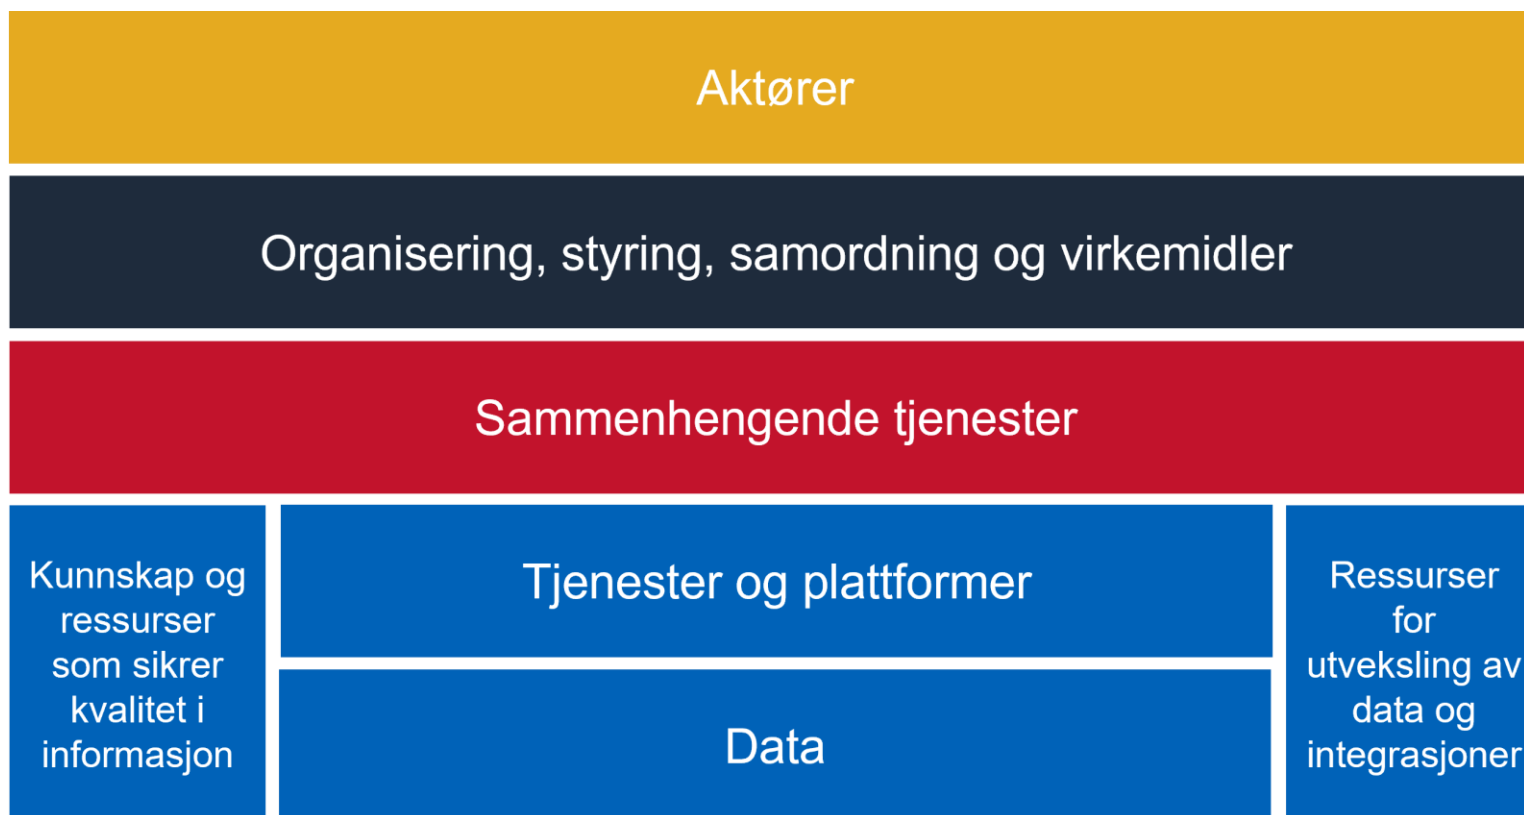 Aktører
Organisering, styring, samordning og virkemidler
Sammenhengende tjenester
Kunnskap og
ressurser
som sikrer
kvalitet i
informasjon
Tjenester og plattformer
Data
Ressurser
for
utveksling av
data og
integrasjoner